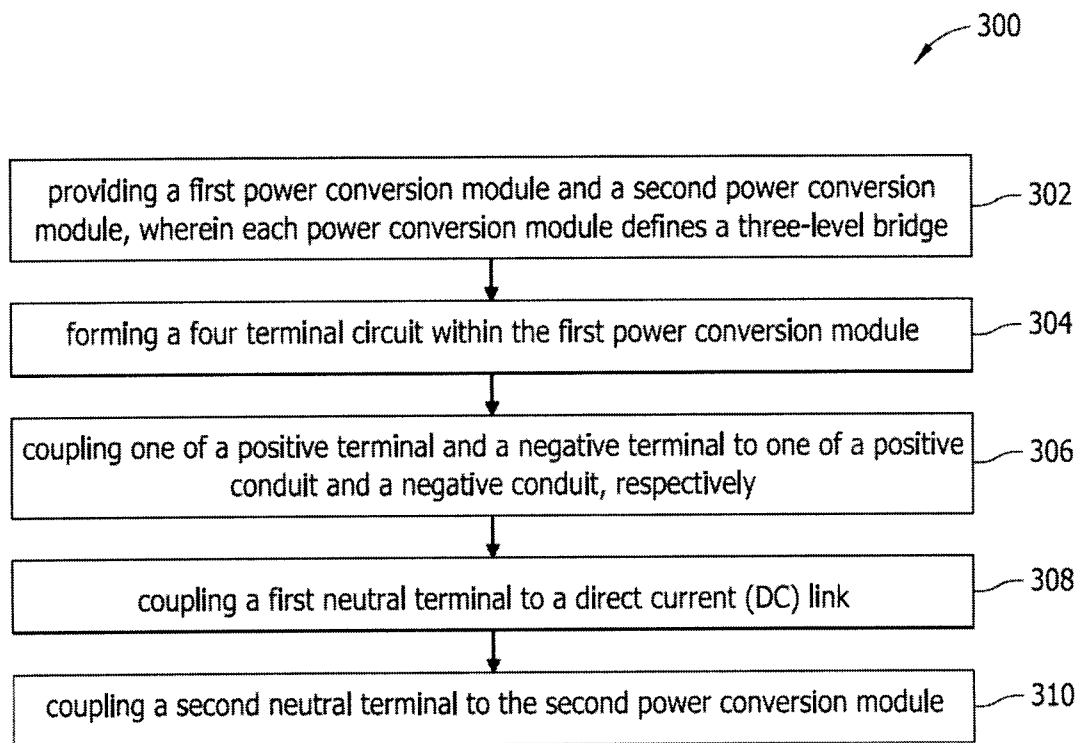 300
providing a first power conversion module and a second power conversion
module, wherein each power conversion module defines a three-level bridge
302
forming a four terminal circuit within the first power conversion module
304
coupling one of a positive terminal and a negative terminal to one of a positive
conduit and a negative conduit, respectively
306
coupling a first neutral terminal to a direct current (DC) link
308
coupling a second neutral terminal to the second power conversion module
310